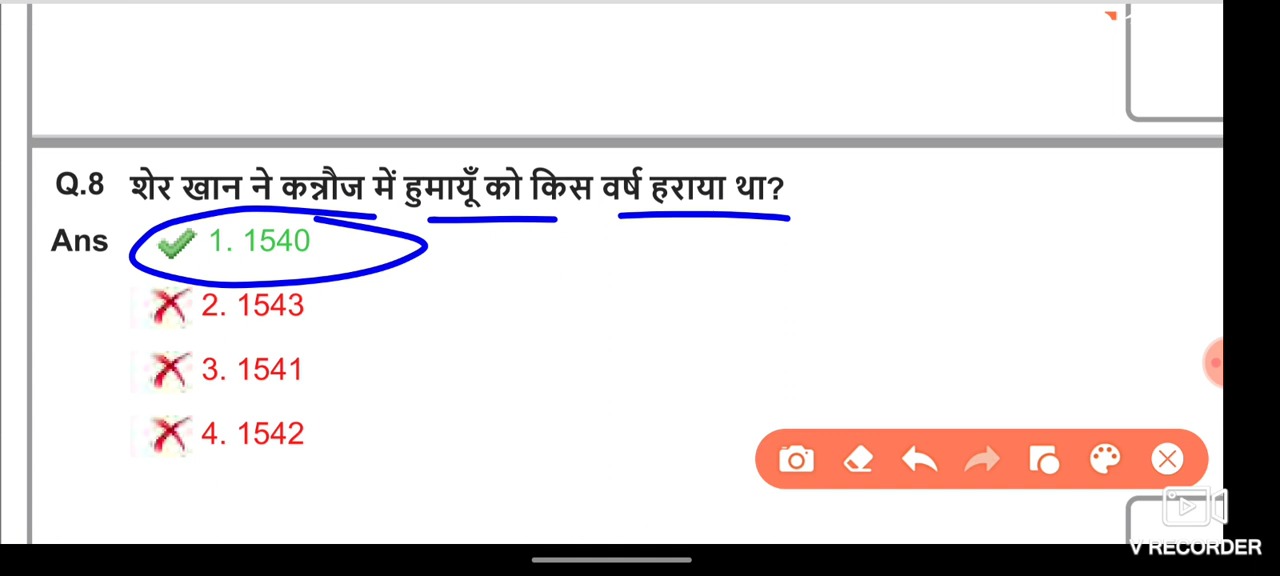 Q.8 शेर खान ने कन्नौज में हुमायूँ को किस वर्ष हराया था?
Ans 1. 1540
2. 1543
3. 1541
4. 1542
V RECORDER